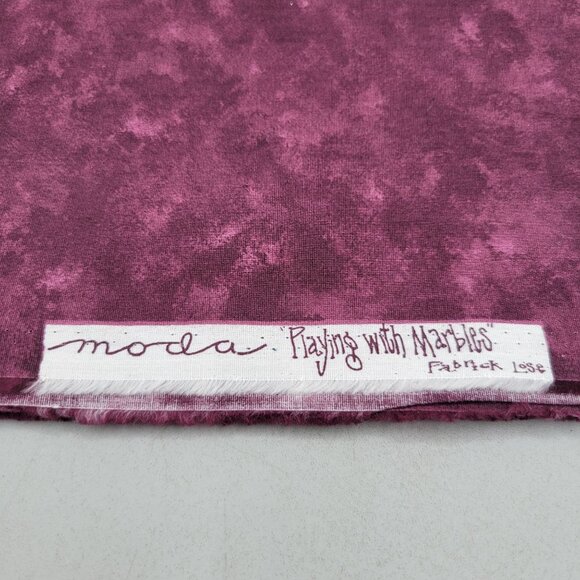 moda "Playing with Marbles"
Patrick Lose